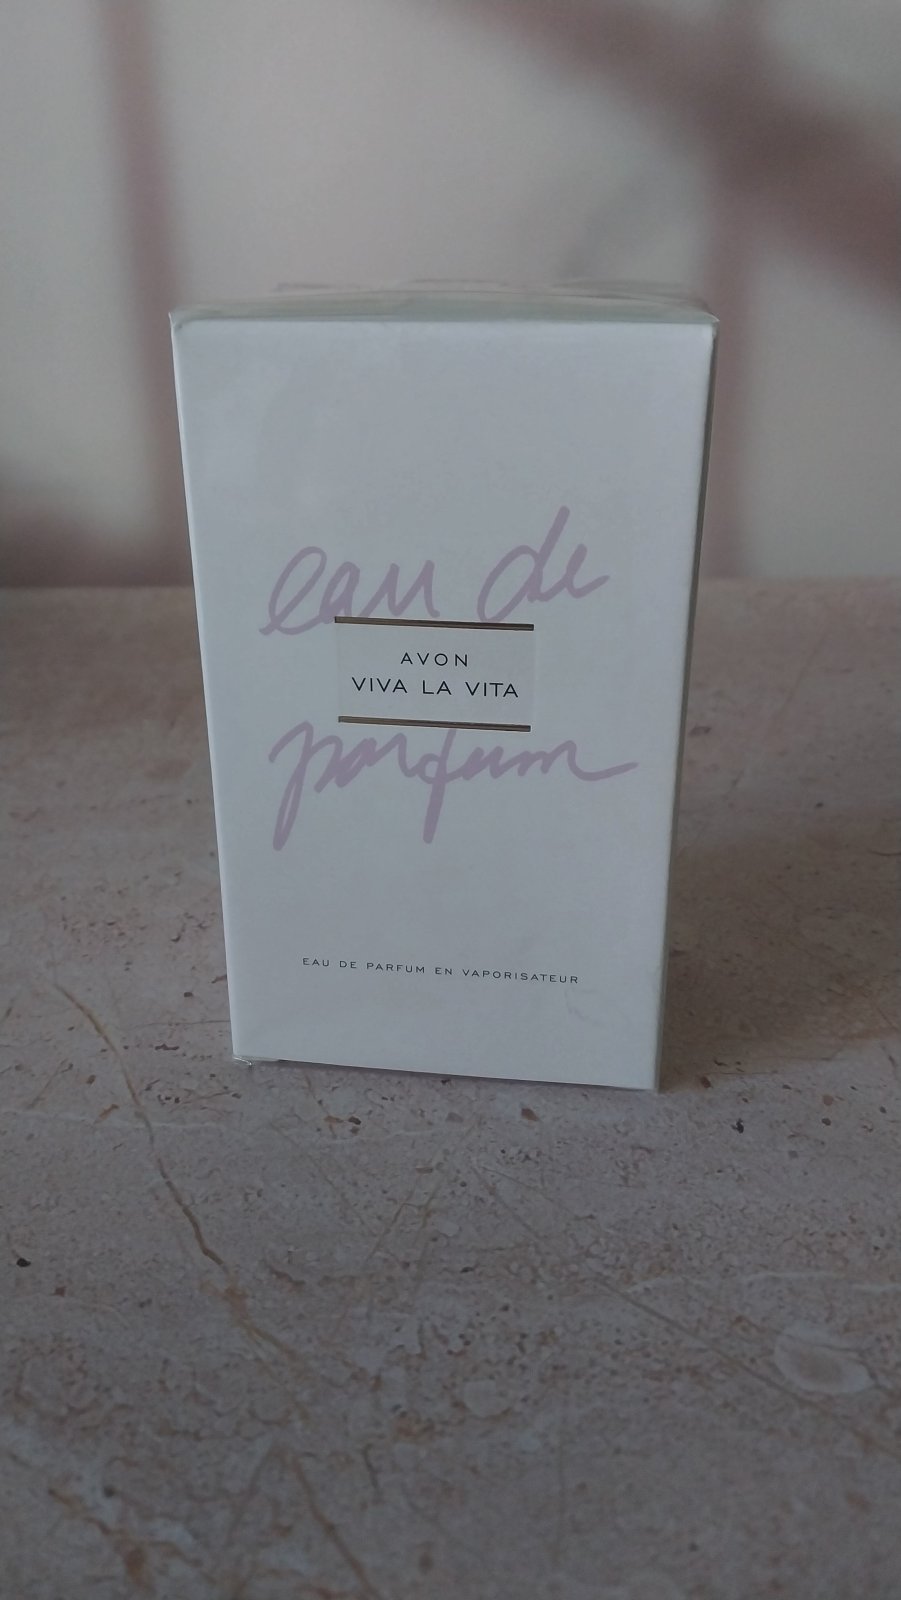 eau de
AVON
VIVA LA VITA
parfum
EAU DE PARFUM EN VAPORISATEUR